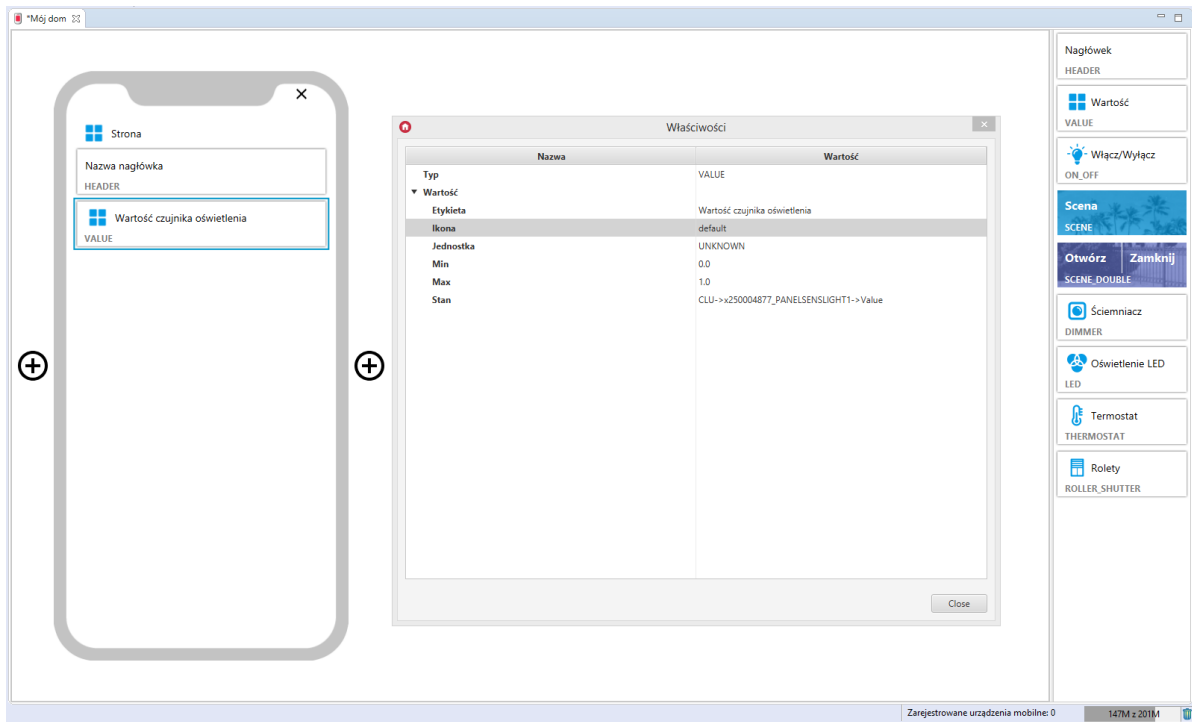 *Mój dom
Strona
Nazwa nagłówka
HEADER
Wartość czujnika oświetlenia
VALUE
Właściwości
Nazwa Wartość
Typ VALUE
Wartość
Etykieta Wartość czujnika oświetlenia
Ikona default
Jednostka UNKNOWN
Min 0.0
Max 1.0
Stan CLU->x250004877_PANELSENSLIGHT1->Value
Close
Nagłówek
HEADER
Wartość
VALUE
Włącz/Wyłącz
ON_OFF
Scena
SCENE
Otwórz Zamknij
SCENE_DOUBLE
Ściemniacz
DIMMER
Oświetlenie LED
LED
Termostat
THERMOSTAT
Rolety
ROLLER_SHUTTER
Zarejestrowane urządzenia mobilne: 0 147M z 201M